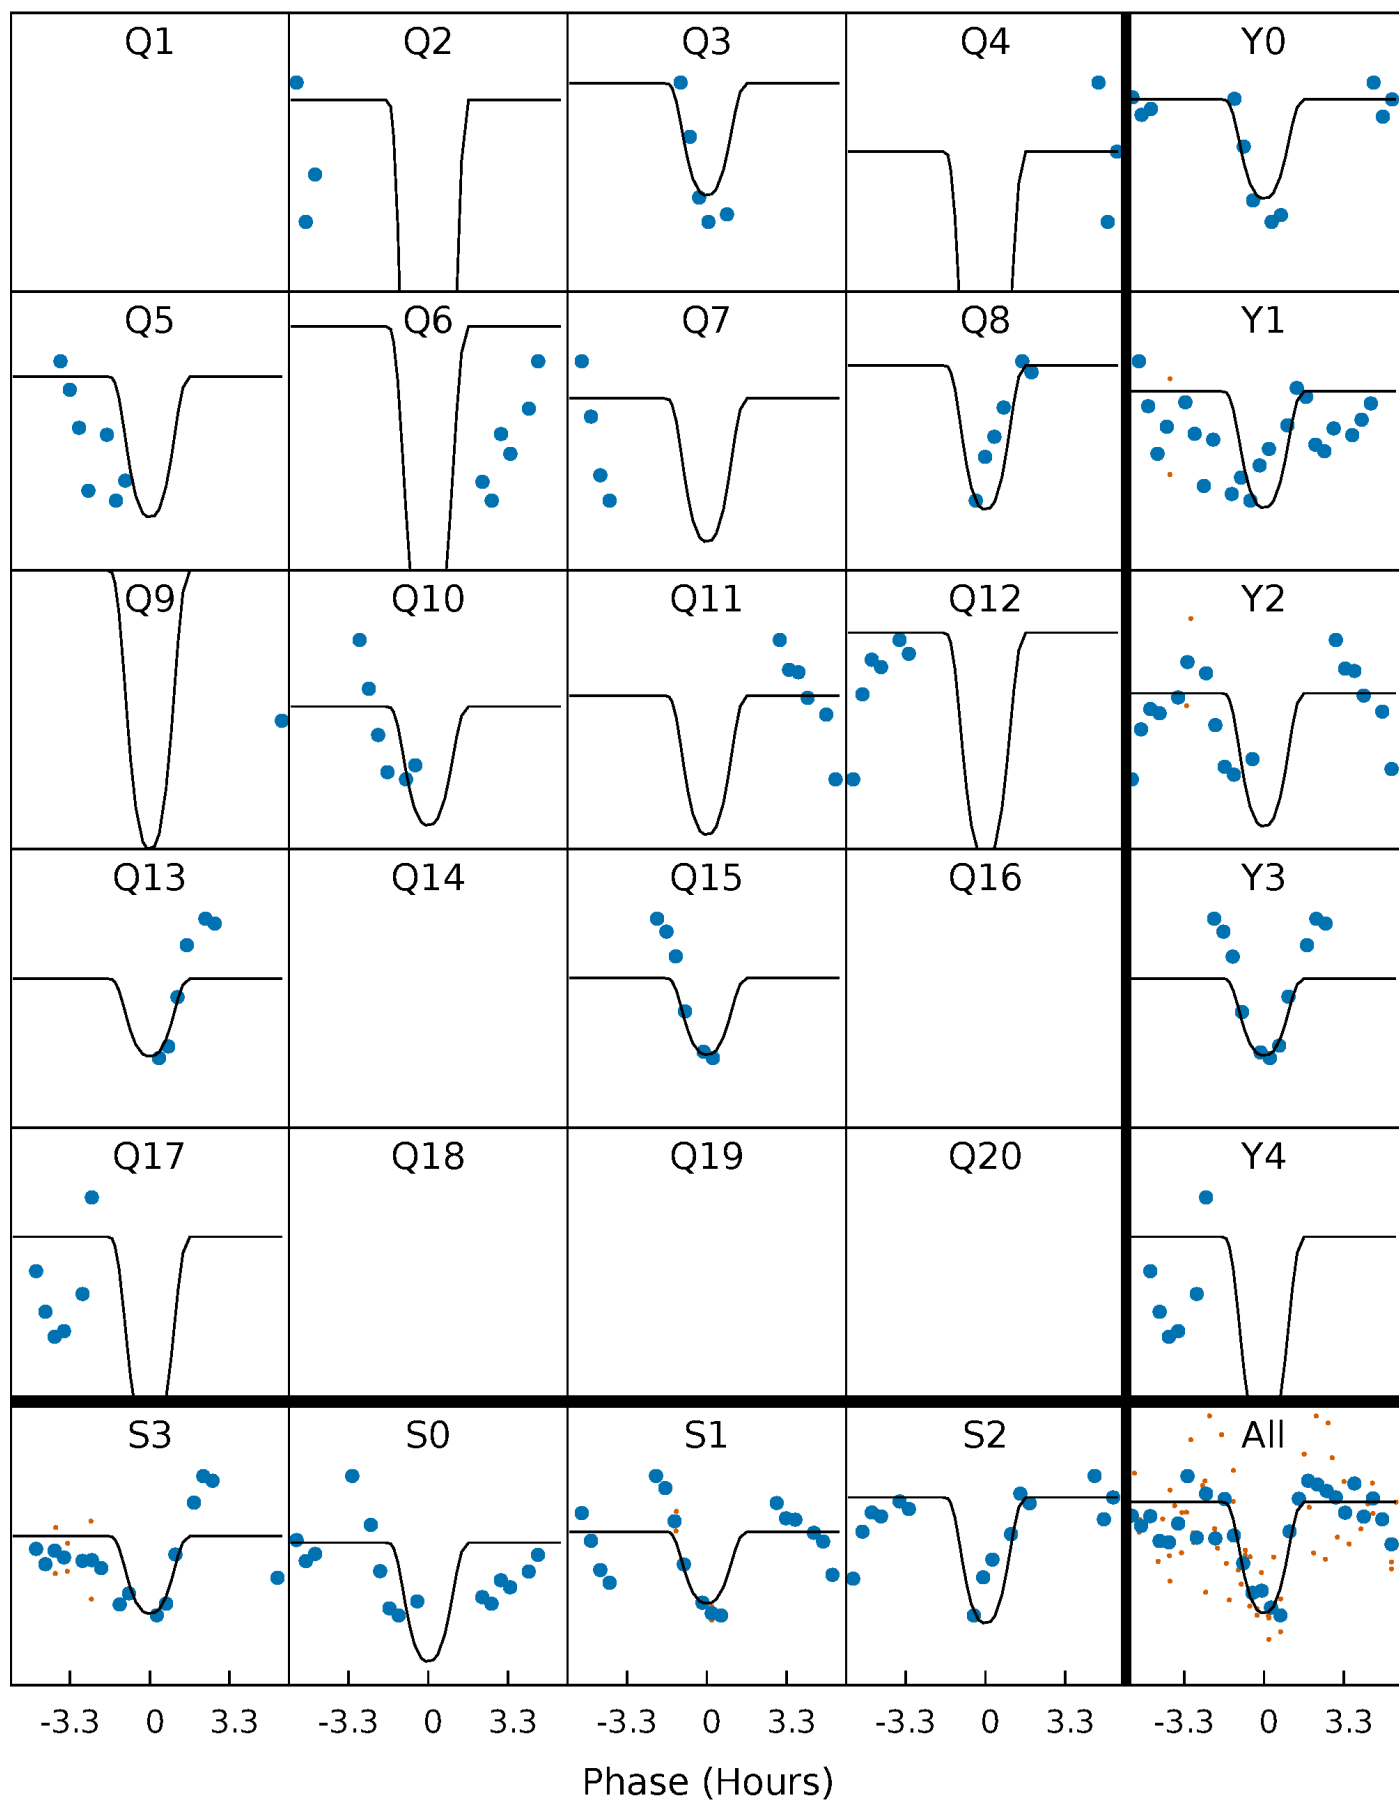 Q1 Q2 Q3 Q4 Y0
Q5 Q6 Q7 Q8 Y1
Q9 Q10 Q11 Q12 Y2
Q13 Q14 Q15 Q16 Y3
Q17 Q18 Q19 Q20 Y4
S3 S0 S1 S2 All
-3.3 0 3.3 -3.3 0 3.3 -3.3 0 3.3 -3.3 0 3.3 -3.3 0 3.3
Phase (Hours)